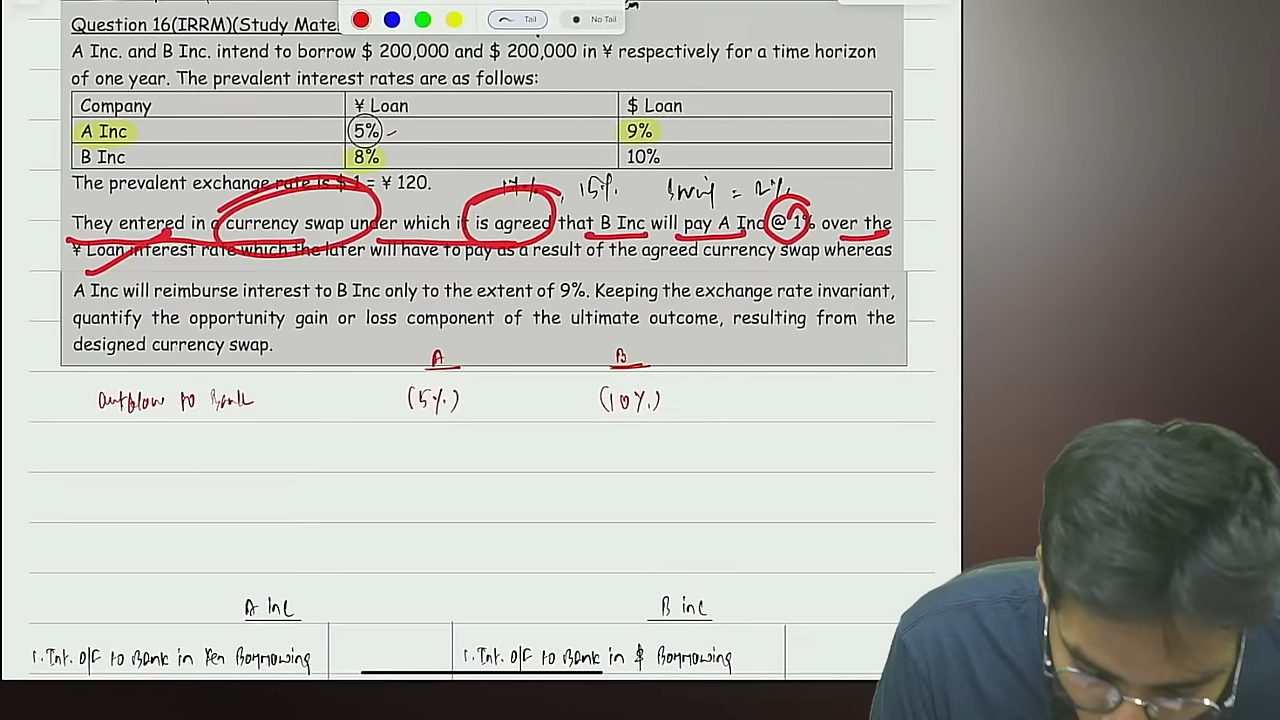 Question 16(IRRM)(Study Mate
Tail
No Tail
A Inc. and B Inc. intend to borrow $ 200,000 and $ 200,000 in ¥ respectively for a time horizon
of one year. The prevalent interest rates are as follows:
Company ¥ Loan $ Loan
A Inc 5% 9%
B Inc 8% 10%
The prevalent exchange rate is $ 1 = ¥ 120.
17%, 15% = 2%
They entered in a currency swap under which it is agreed that B Inc will pay A Inc @ 1% over the
¥ Loan interest rate which the later will have to pay as a result of the agreed currency swap whereas
A Inc will reimburse interest to B Inc only to the extent of 9%. Keeping the exchange rate invariant,
quantify the opportunity gain or loss component of the ultimate outcome, resulting from the
designed currency swap.
A B
Outflow to Bank (5%) (10%)
A Inc B inc
1. Int. O/F to Bank in Yen Borrowing 1. Int. O/F to Bank in $ Borrowing